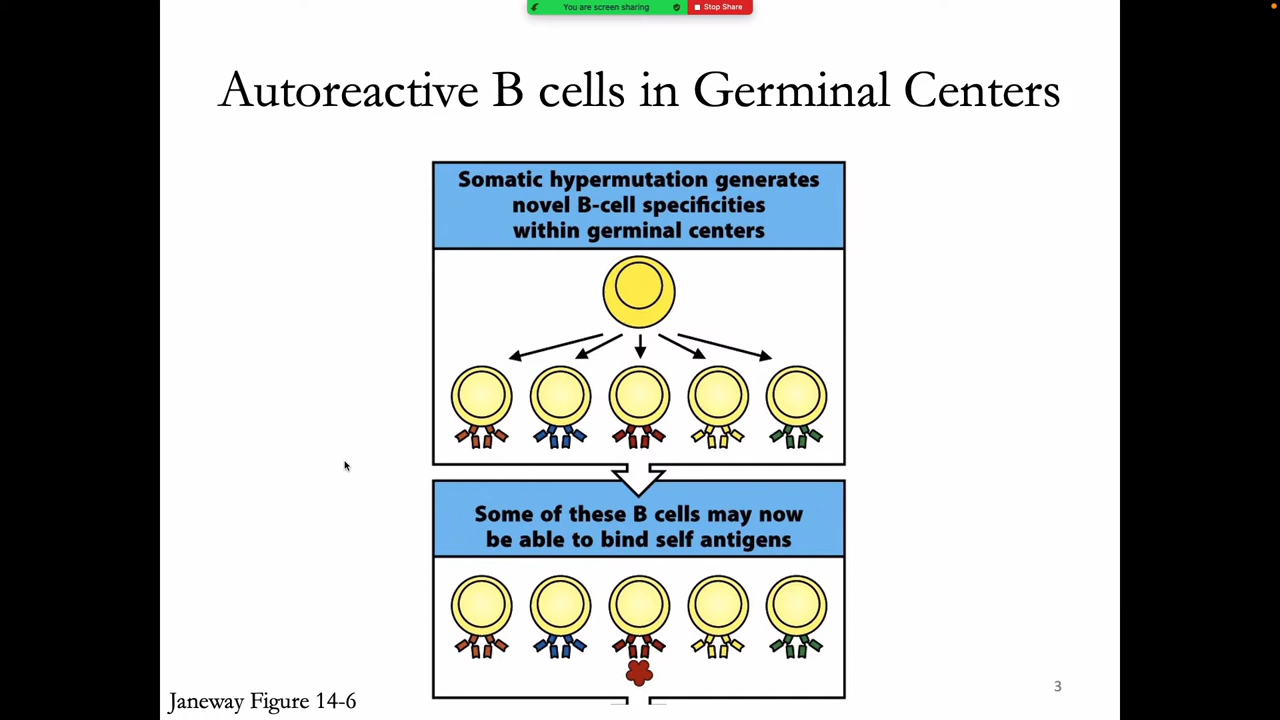 You are screen sharing
Stop Share
Autoreactive B cells in Germinal Centers
Somatic hypermutation generates
novel B-cell specificities
within germinal centers
Some of these B cells may now
be able to bind self antigens
Janeway Figure 14-6
3